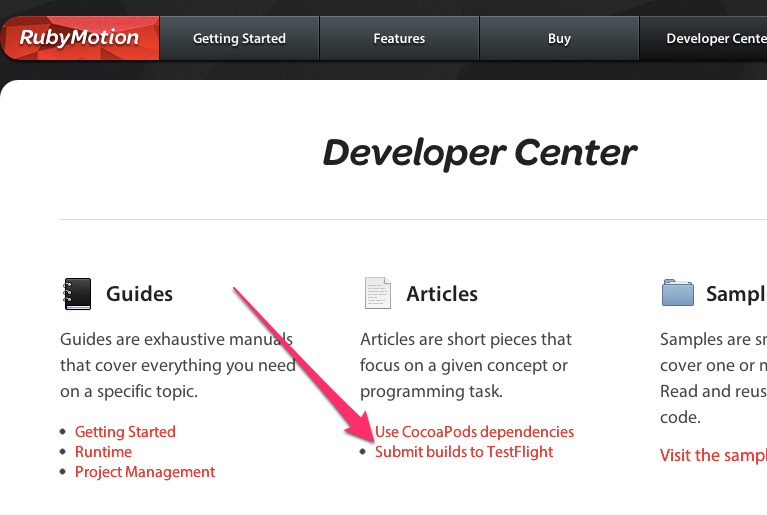 RubyMotion
Getting Started
Features
Buy
Developer Cente
Developer Center
Guides
Guides are exhaustive manuals
that cover everything you need
on a specific topic.
Getting Started
Runtime
Project Management
Articles
Articles are short pieces that
focus on a given concept or
programming task.
Use CocoaPods dependencies
Submit builds to TestFlight
Sampl
Samples are sn
cover one or m
Read and reus
code.
Visit the sampl